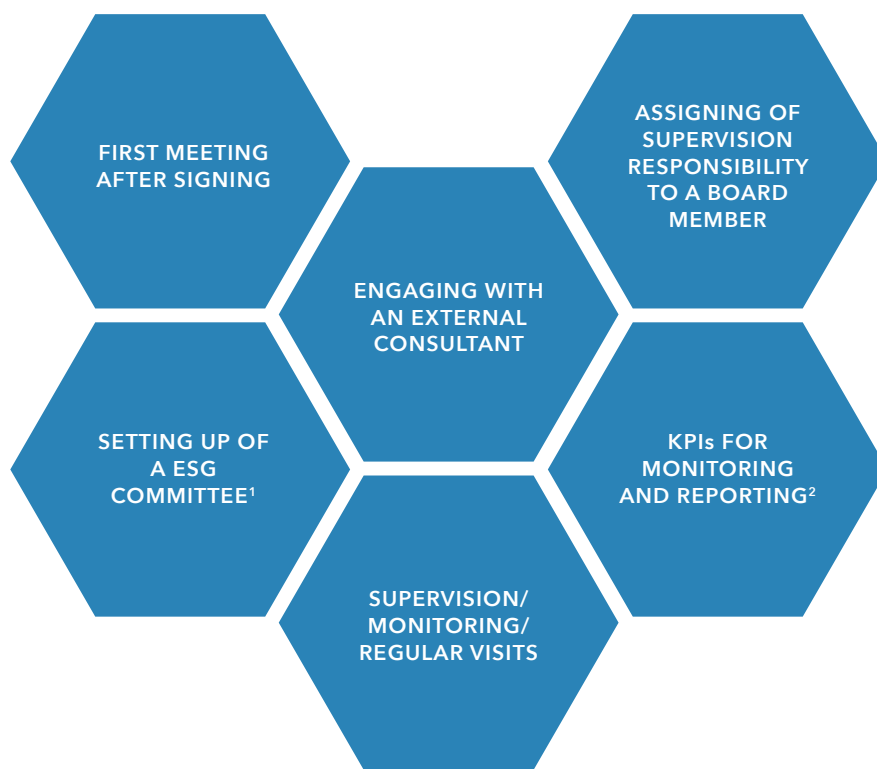 FIRST MEETING
AFTER SIGNING
ASSIGNING OF
SUPERVISION
RESPONSIBILITY
TO A BOARD
MEMBER
ENGAGING WITH
AN EXTERNAL
CONSULTANT
SETTING UP OF
A ESG
COMMITTEE¹
KPIs FOR
MONITORING
AND REPORTING²
SUPERVISION/
MONITORING/
REGULAR VISITS